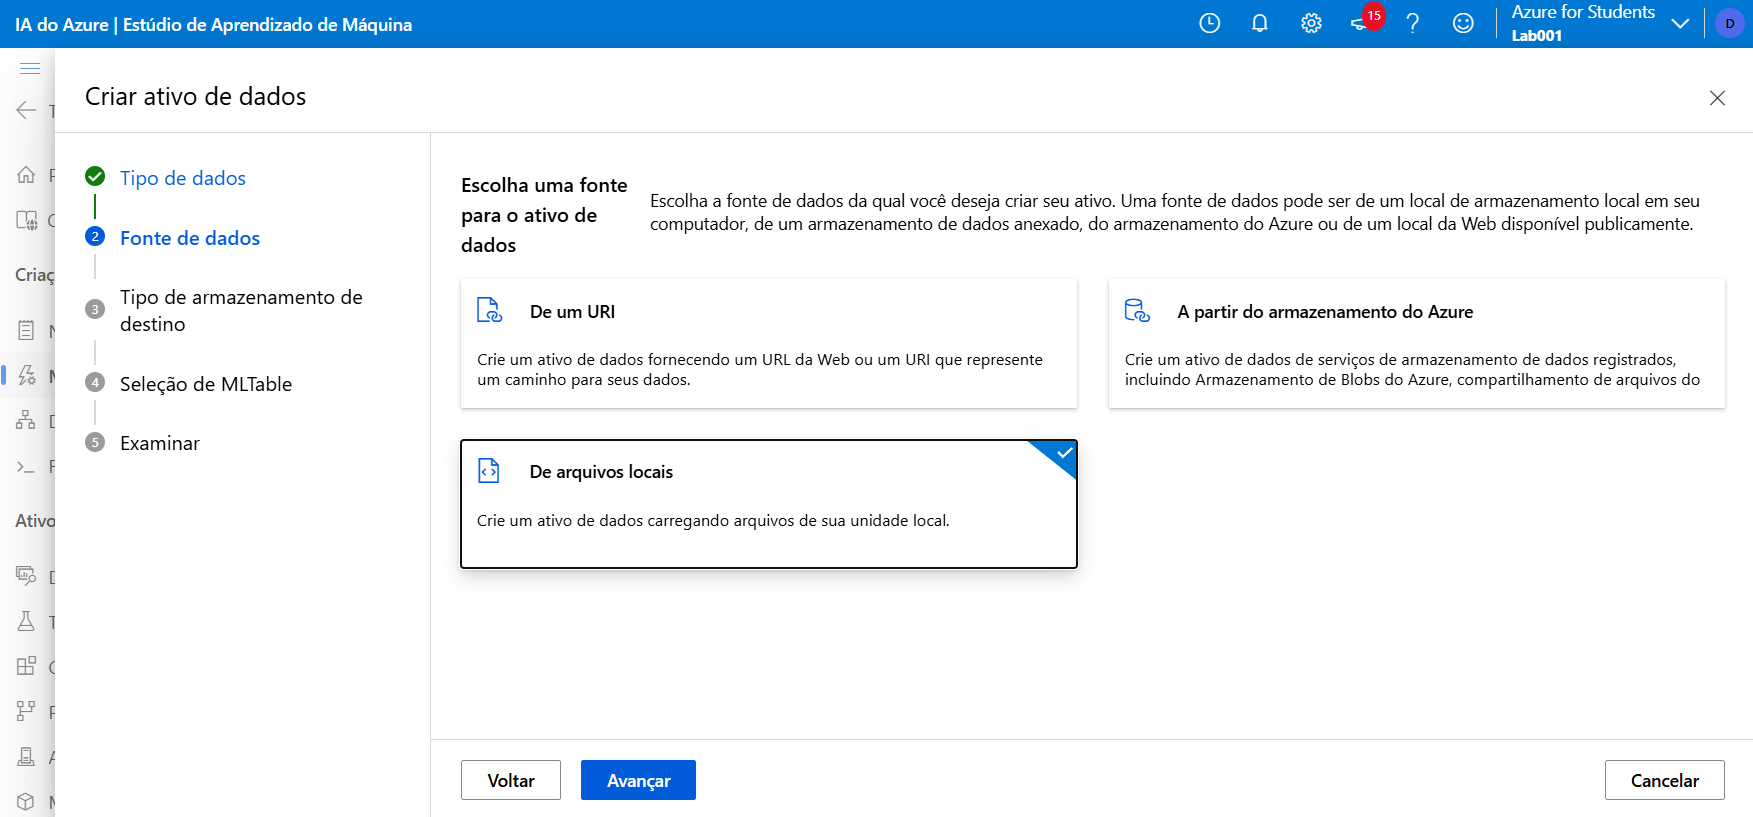 IA do Azure | Estúdio de Aprendizado de Máquina
15
Azure for Students
Lab001
D
Criar ativo de dados
Criaç
Ativo
Tipo de dados
2 Fonte de dados
3 Tipo de armazenamento de
destino
4 Seleção de MLTable
5 Examinar
Escolha uma fonte
para o ativo de
dados
Escolha a fonte de dados da qual você deseja criar seu ativo. Uma fonte de dados pode ser de um local de armazenamento local em seu
computador, de um armazenamento de dados anexado, do armazenamento do Azure ou de um local da Web disponível publicamente.
De um URI
Crie um ativo de dados fornecendo um URL da Web ou um URI que represente
um caminho para seus dados.
A partir do armazenamento do Azure
Crie um ativo de dados de serviços de armazenamento de dados registrados,
incluindo Armazenamento de Blobs do Azure, compartilhamento de arquivos do
De arquivos locais
Crie um ativo de dados carregando arquivos de sua unidade local.
Voltar
Avançar
Cancelar